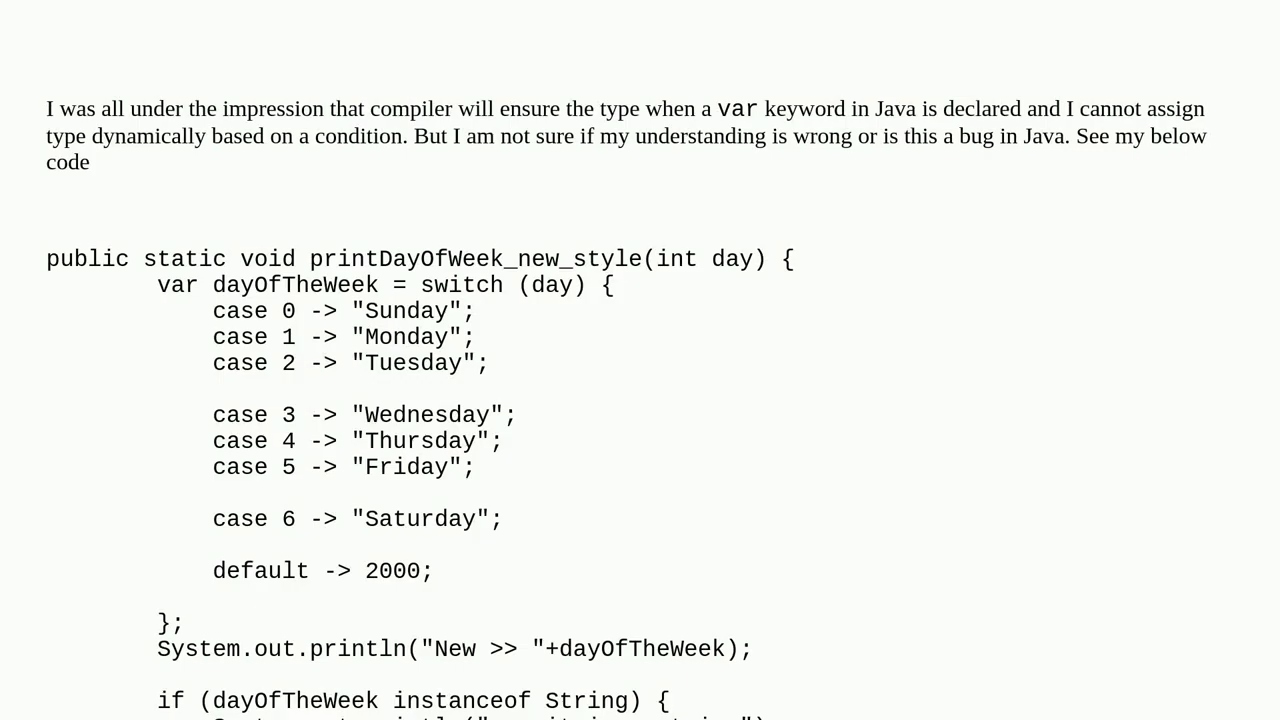 I was all under the impression that compiler will ensure the type when a var keyword in Java is declared and I cannot assign
type dynamically based on a condition. But I am not sure if my understanding is wrong or is this a bug in Java. See my below
code
public static void printDayOfWeek_new_style(int day) {
        var dayOfTheWeek = switch (day) {
            case 0 -> "Sunday";
            case 1 -> "Monday";
            case 2 -> "Tuesday";
            case 3 -> "Wednesday";
            case 4 -> "Thursday";
            case 5 -> "Friday";
            case 6 -> "Saturday";
            default -> 2000;
        };
        System.out.println("New >> "+dayOfTheWeek);
        if (dayOfTheWeek instanceof String) {